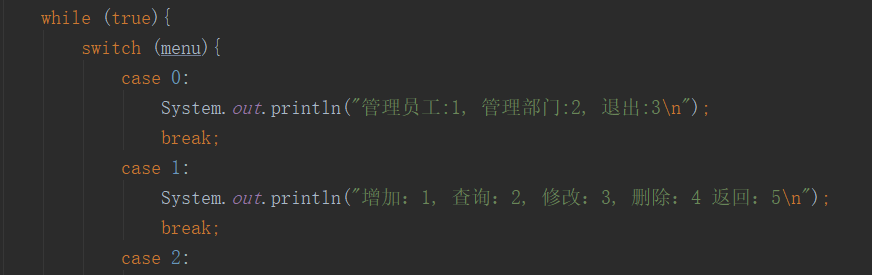 while (true){
switch (menu){
case 0:
System.out.println("管理员工:1, 管理部门:2, 退出:3\n");
break;
case 1:
System.out.println("增加：1, 查询：2, 修改：3, 删除：4 返回：5\n");
break;
case 2: